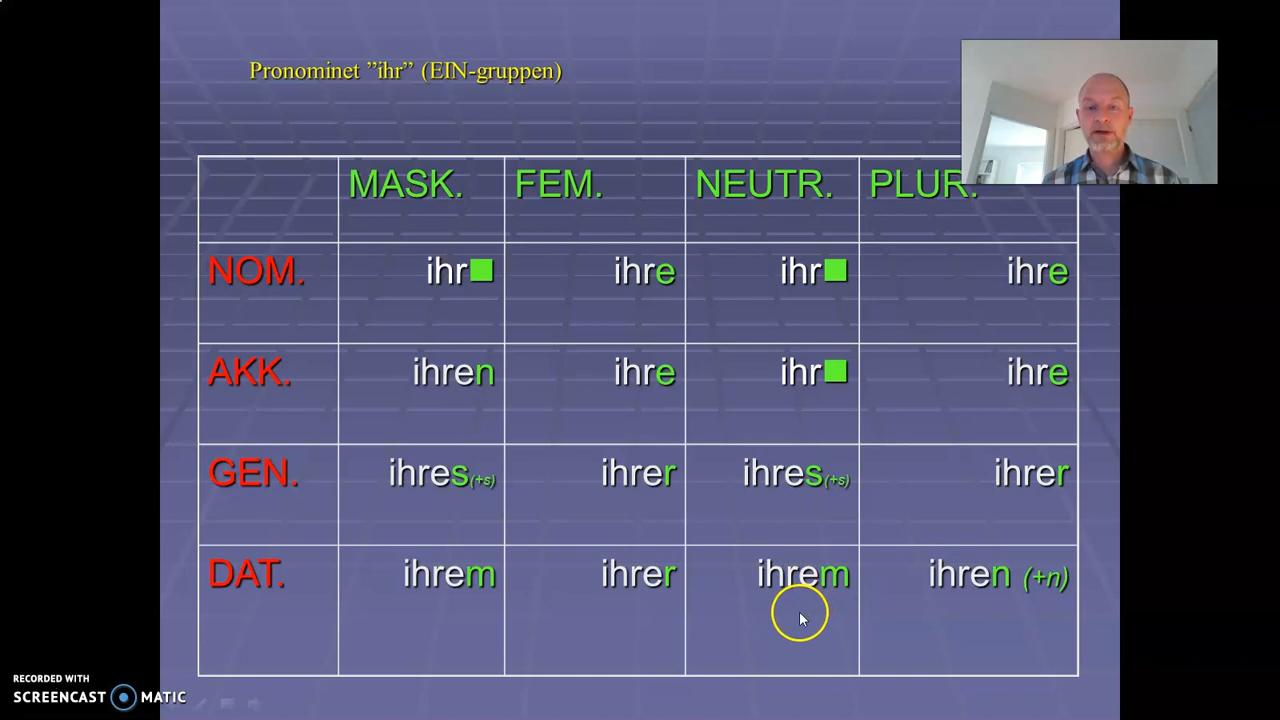 Pronominet ”ihr” (EIN-gruppen)
MASK. FEM. NEUTR. PLUR.
NOM. ihr■ ihre ihr■ ihre
AKK. ihren ihre ihr■ ihre
GEN. ihres(+s) ihrer ihres(+s) ihrer
DAT. ihrem ihrer ihrem ihren (+n)
RECORDED WITH
SCREENCAST MATIC